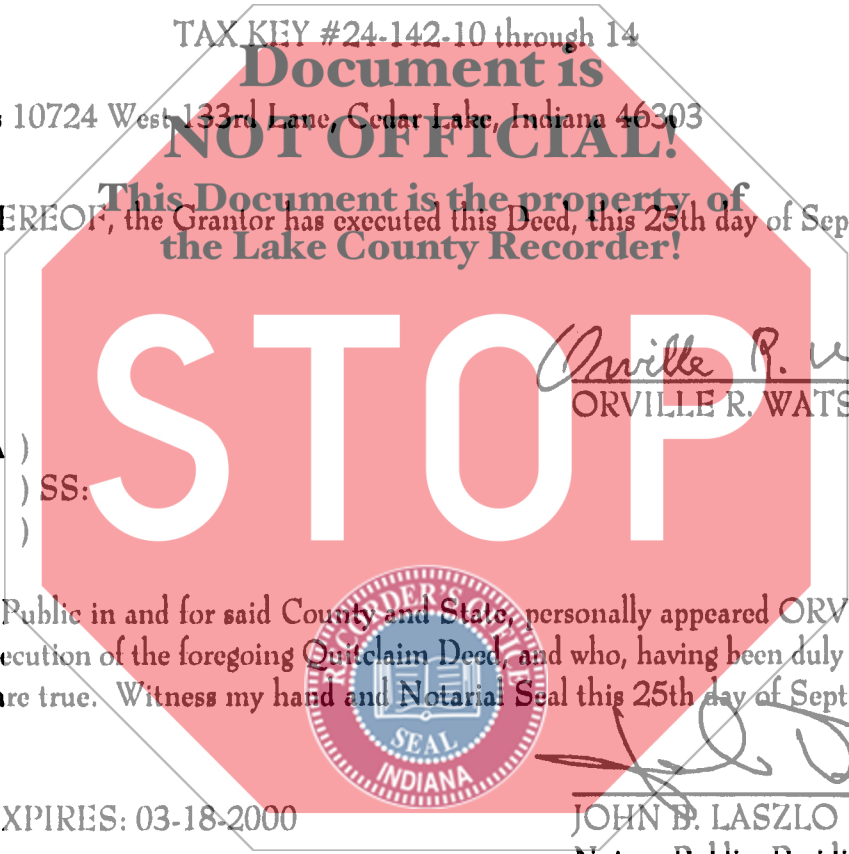 TAX KEY #24-142-10 through 14
Document is
10724 West 133rd Lane, Cedar Lake, Indiana 46303
NOT OFFICIAL!
This Document is the property of
EREOF, the Grantor has executed this Deed, this 25th day of Sep
the Lake County Recorder!
STOP
Orville R. W
ORVILLE R. WATS
A )
) SS:
)
Public in and for said County and State, personally appeared ORV
ecution of the foregoing Quitclaim Deed, and who, having been duly
re true. Witness my hand and Notarial Seal this 25th day of Sept
RECORDER'S OFFICE
SEAL
INDIANA
XPIRES: 03-18-2000
JOHN B. LASZLO